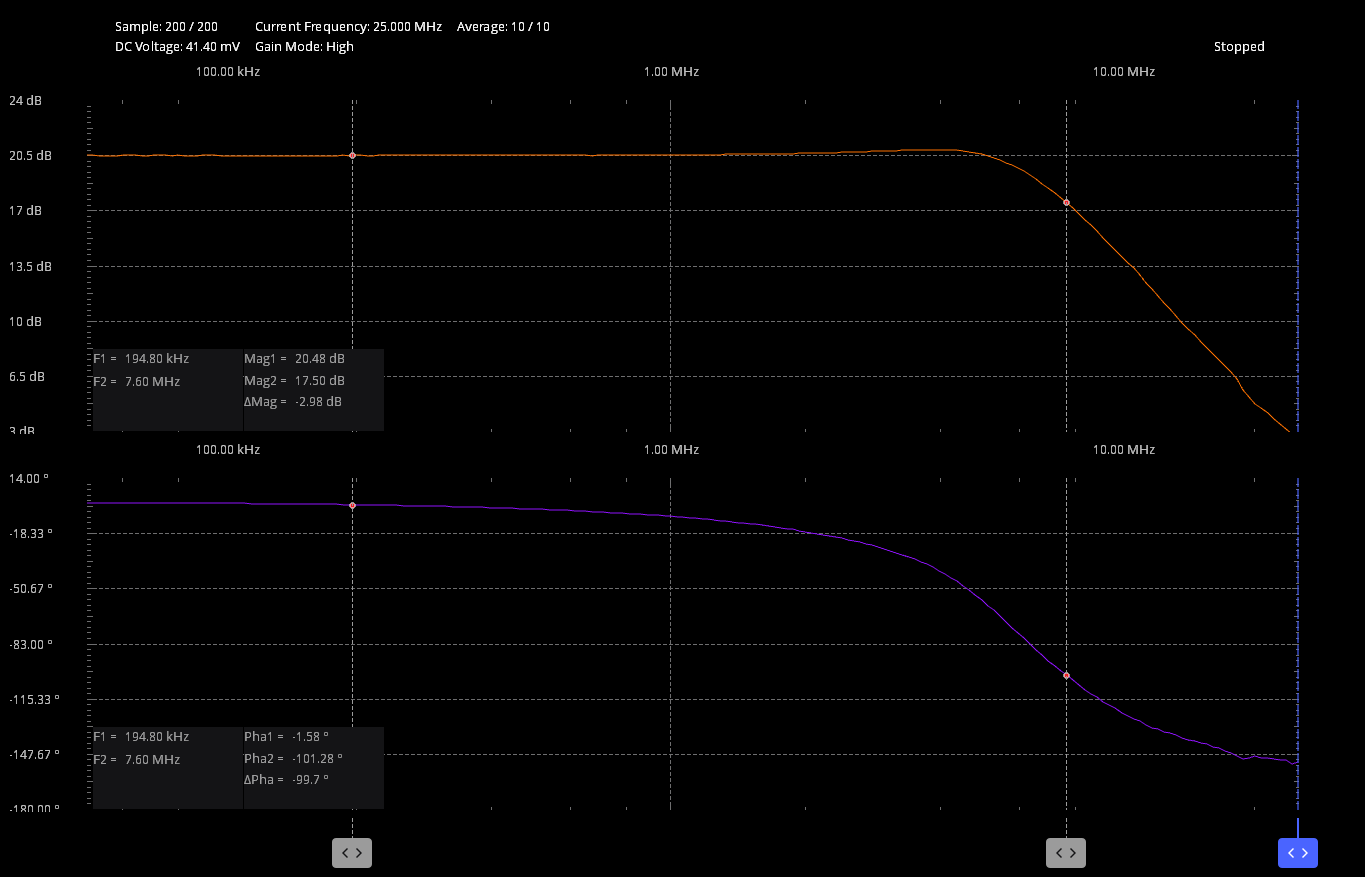 Sample: 200 / 200 Current Frequency: 25.000 MHz Average: 10 / 10
DC Voltage: 41.40 mV Gain Mode: High Stopped
100.00 kHz 1.00 MHz 10.00 MHz
24 dB
20.5 dB
17 dB
13.5 dB
10 dB
F1 = 194.80 kHz Mag1 = 20.48 dB
6.5 dB
F2 = 7.60 MHz Mag2 = 17.50 dB
ΔMag = -2.98 dB
3 dB
100.00 kHz 1.00 MHz 10.00 MHz
14.00 °
-18.33 °
-50.67 °
-83.00 °
-115.33 °
F1 = 194.80 kHz Pha1 = -1.58 °
-147.67 °
F2 = 7.60 MHz Pha2 = -101.28 °
ΔPha = -99.7 °
-180.00 °